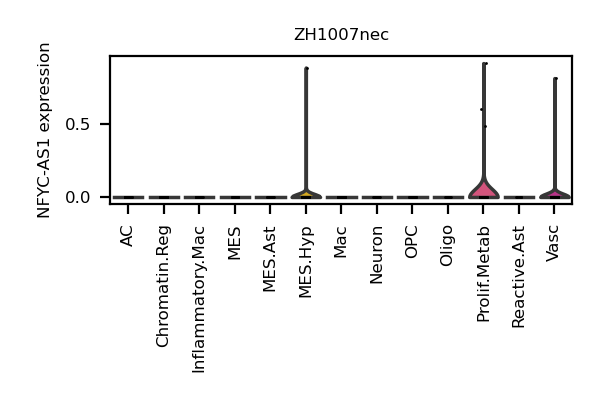 ZH1007nec
NFYC-AS1 expression
0.5
0.0
AC
Chromatin.Reg
Inflammatory.Mac
MES
MES.Ast
MES.Hyp
Mac
Neuron
OPC
Oligo
Prolif.Metab
Reactive.Ast
Vasc